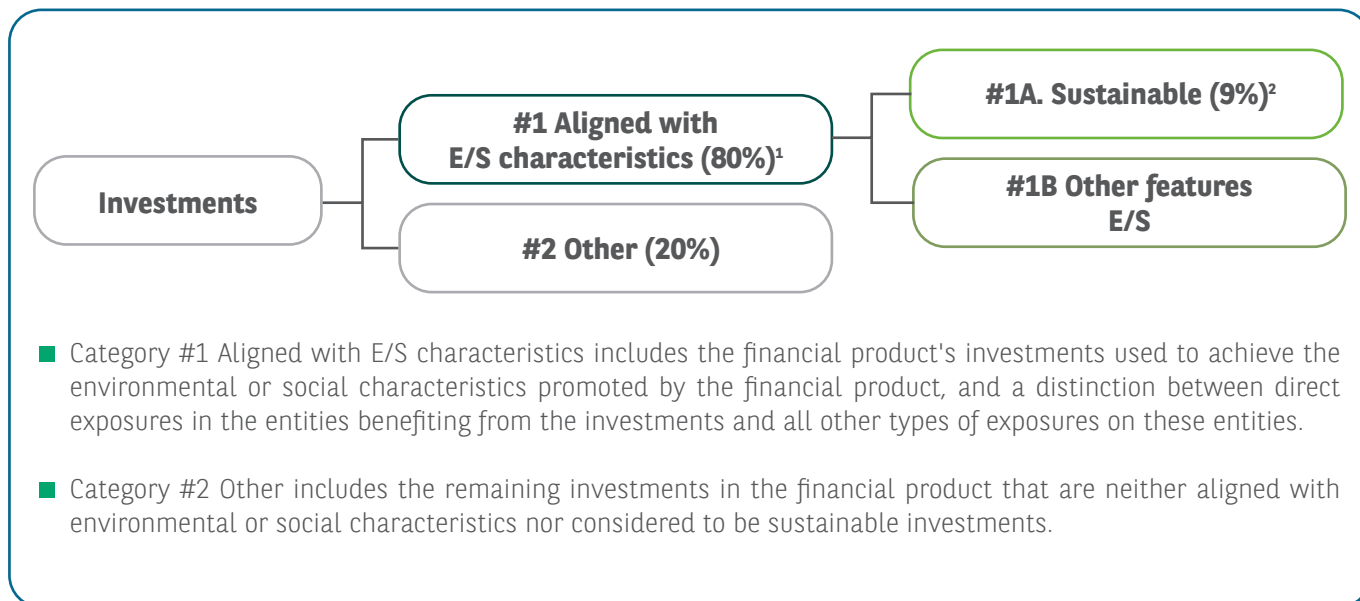 Investments
#1 Aligned with
E/S characteristics (80%)¹
#2 Other (20%)
#1A. Sustainable (9%)²
#1B Other features
E/S
Category #1 Aligned with E/S characteristics includes the financial product's investments used to achieve the
environmental or social characteristics promoted by the financial product, and a distinction between direct
exposures in the entities benefiting from the investments and all other types of exposures on these entities.
Category #2 Other includes the remaining investments in the financial product that are neither aligned with
environmental or social characteristics nor considered to be sustainable investments.